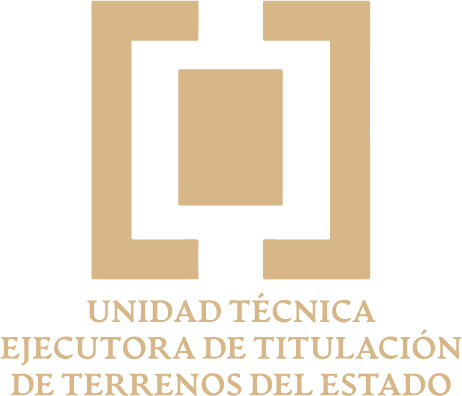 UNIDAD TÉCNICA
EJECUTORA DE TITULACIÓN
DE TERRENOS DEL ESTADO